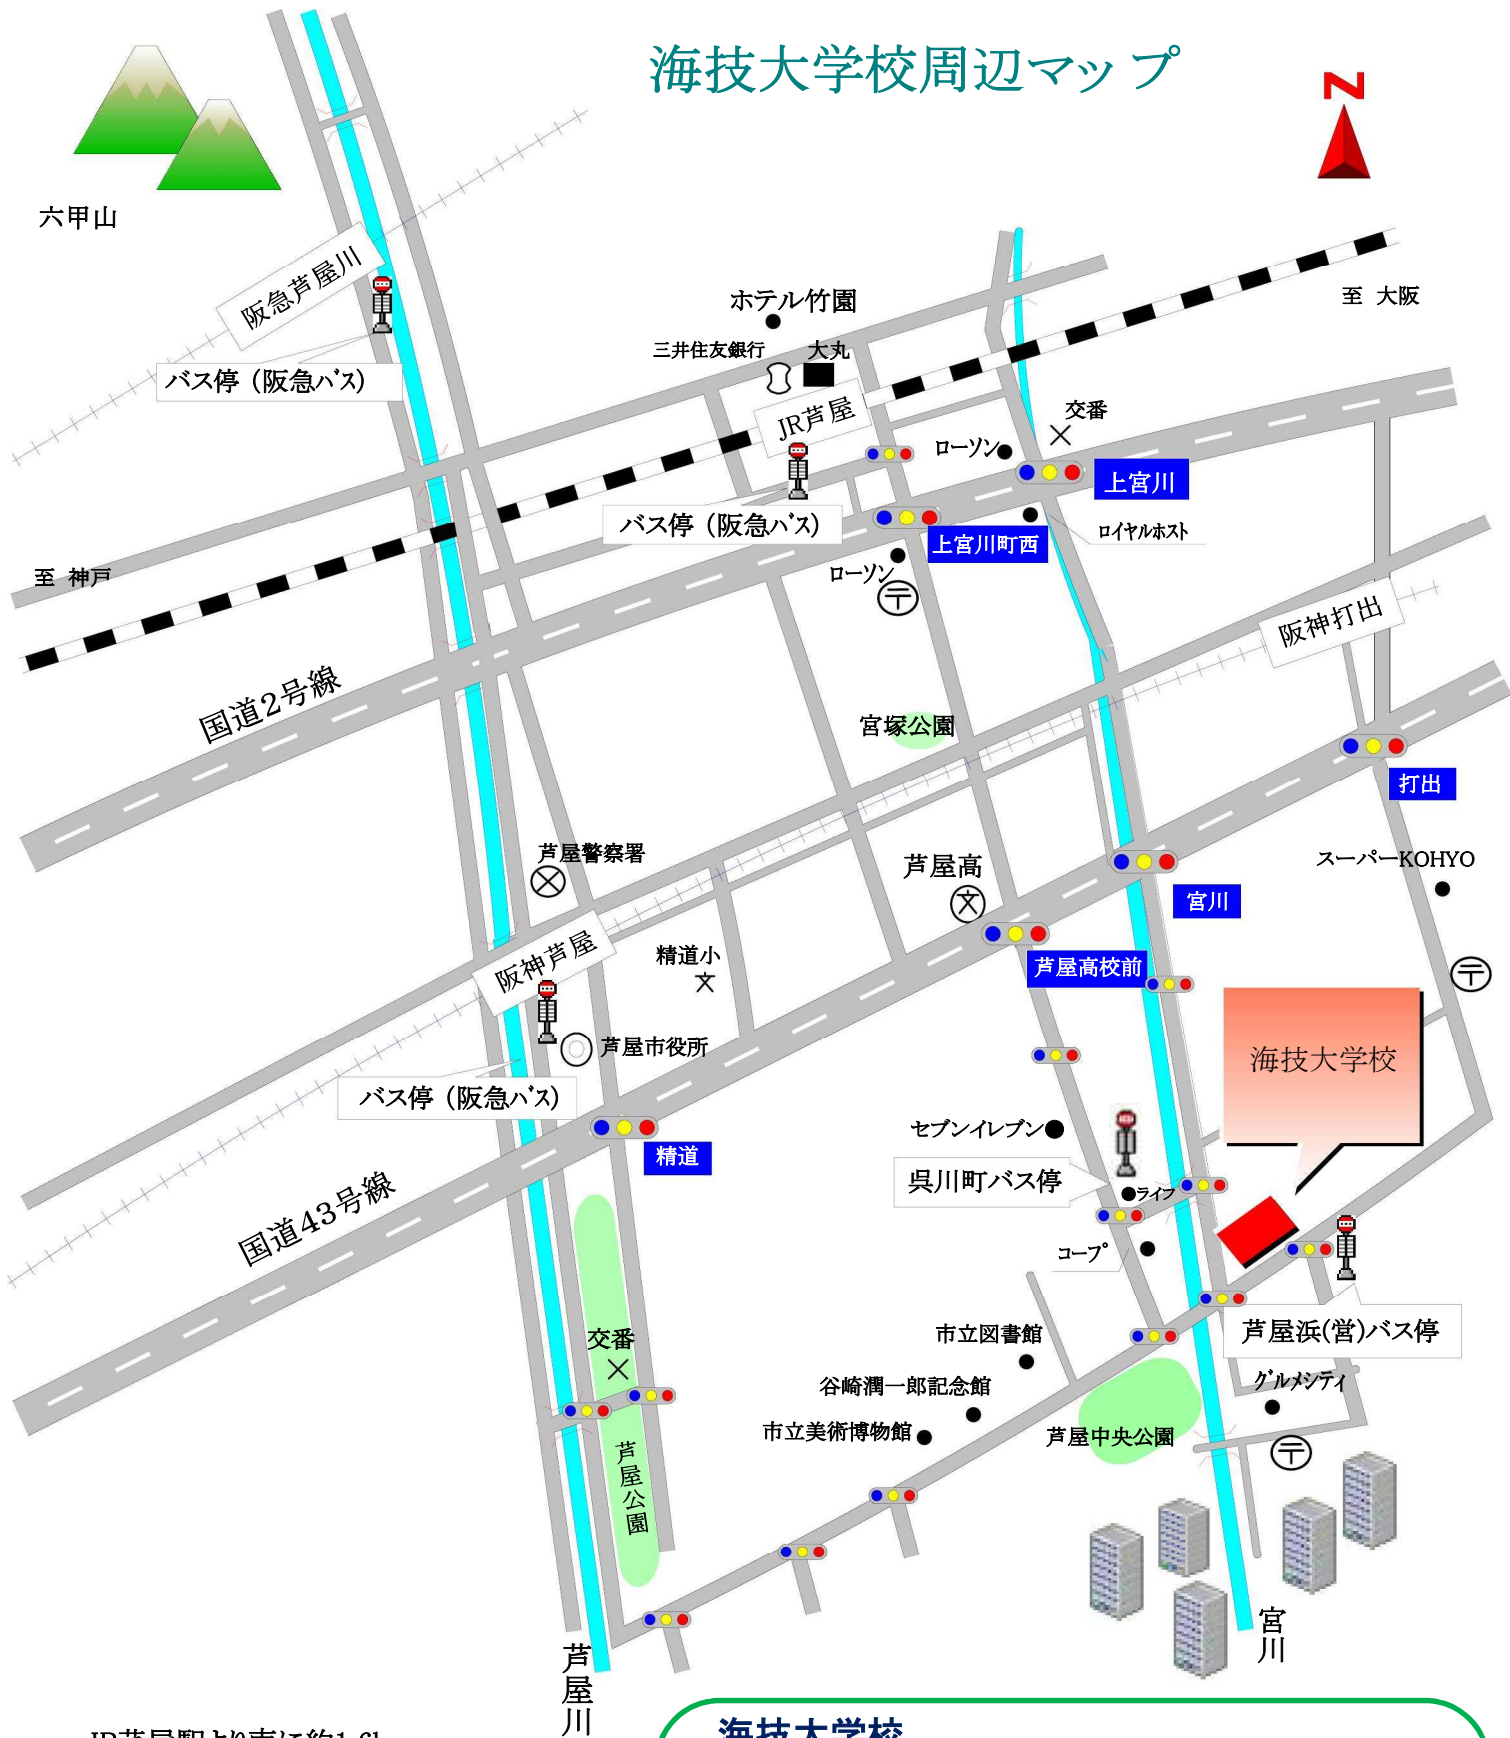 海技大学校周辺マップ
N
六甲山
阪急芦屋川
至 大阪
ホテル竹園
三井住友銀行
大丸
バス停 (阪急バス)
JR芦屋
交番
ローソン
上宮川
バス停 (阪急バス)
上宮川町西
ロイヤルホスト
至 神戸
ローソン
阪神打出
国道2号線
宮塚公園
打出
芦屋警察署
芦屋高
スーパーKOHYO
宮川
阪神芦屋
精道小
芦屋高校前
芦屋市役所
海技大学校
バス停 (阪急バス)
セブンイレブン
精道
呉川町バス停
ライフ
国道43号線
コープ
交番
市立図書館
芦屋浜(営)バス停
谷崎潤一郎記念館
グルメシティ
市立美術博物館
芦屋中央公園
芦屋公園
宮川
芦屋川
海技大学校